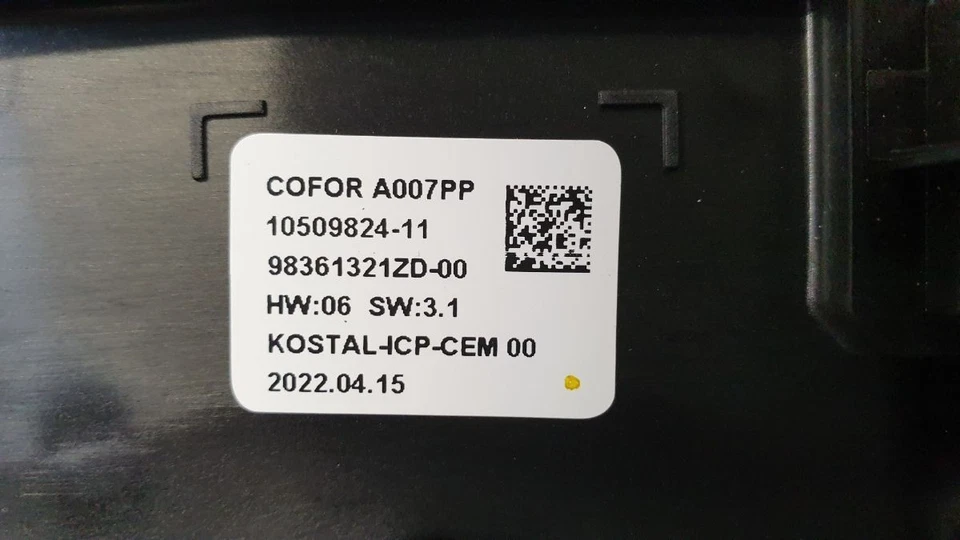 COFOR A007PP
10509824-11
98361321ZD-00
HW:06 SW:3.1
KOSTAL-ICP-CEM 00
2022.04.15